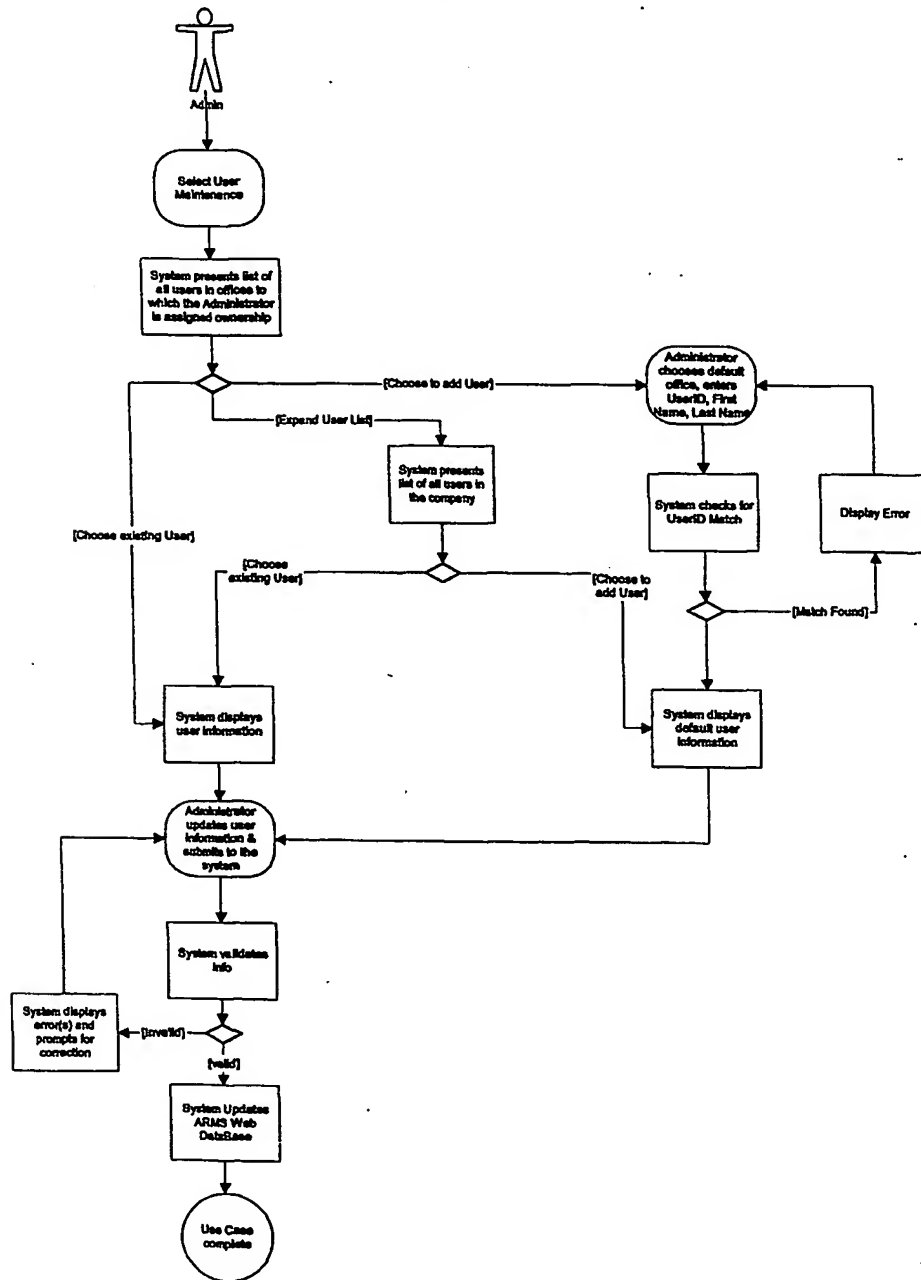 Admin
Select User
Maintenance
System presents list of
all users in offices to
which the Administrator
is assigned ownership
[Choose to add User]
Administrator
chooses default
office, enters
UserID, First
Name, Last Name
[Expand User List]
System presents
list of all users in
the company
System checks for
UserID Match
Display Error
[Choose existing User]
[Choose
existing User]
[Choose to
add User]
[Match Found]
System displays
user information
System displays
default user
information
Administrator
updates user
information &
submits to the
system
System validates
info
System displays
error(s) and
prompts for
correction
[invalid]
[valid]
System Updates
ARMS Web
DataBase
Use Case
complete